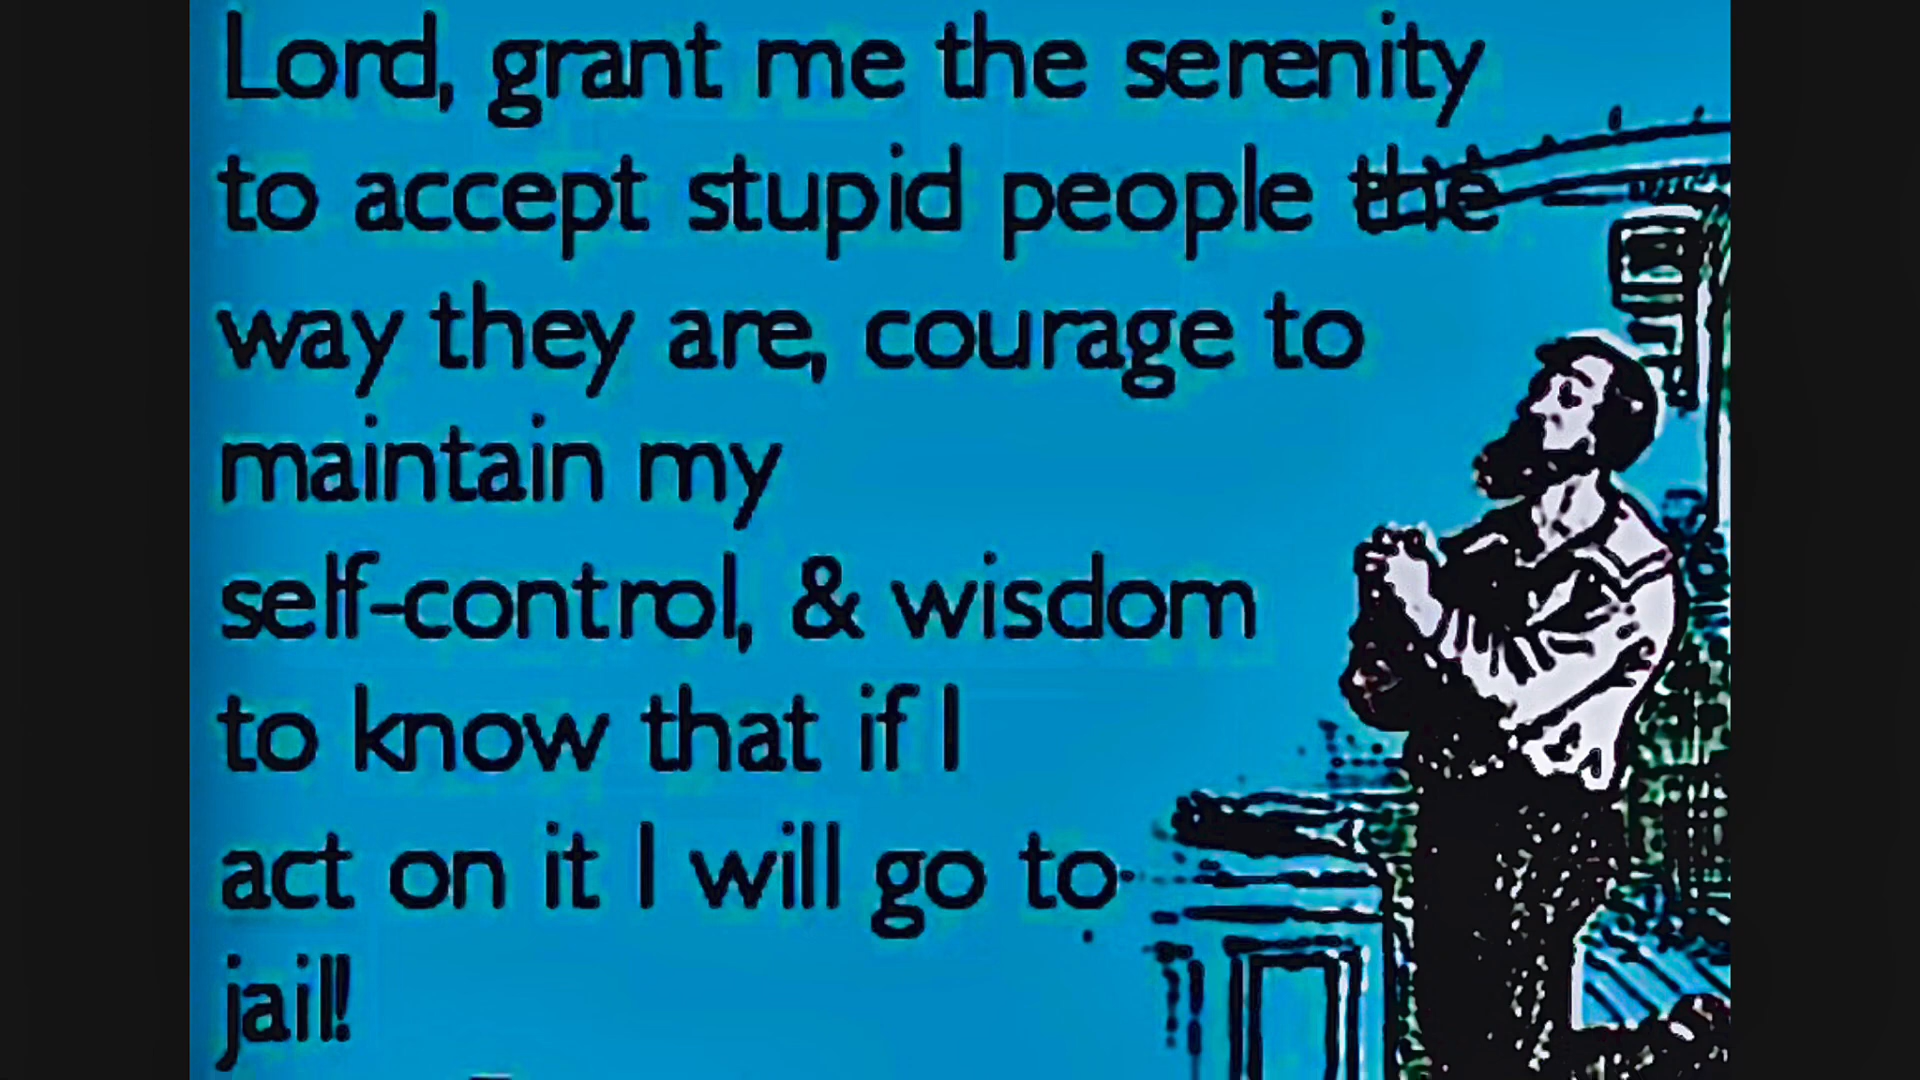 Lord, grant me the serenity
to accept stupid people the
way they are, courage to
maintain my
self-control, & wisdom
to know that if I
act on it I will go to
jail!